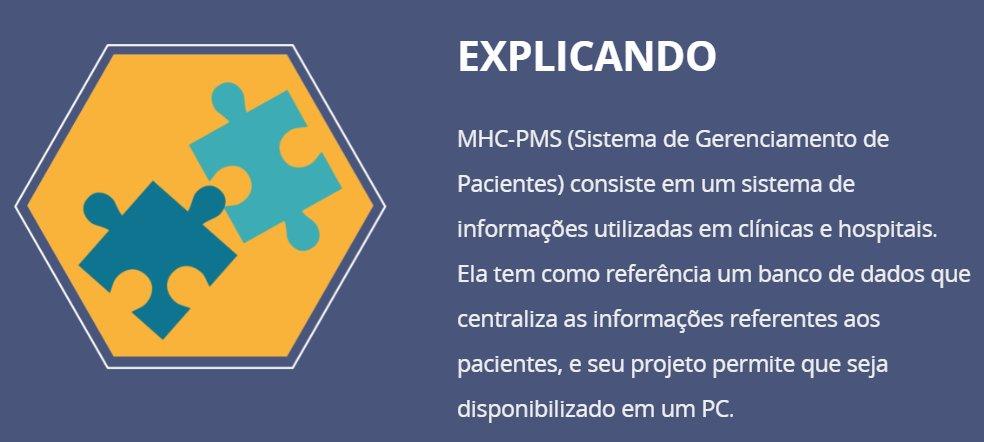 EXPLICANDO
MHC-PMS (Sistema de Gerenciamento de
Pacientes) consiste em um sistema de
informações utilizadas em clínicas e hospitais.
Ela tem como referência um banco de dados que
centraliza as informações referentes aos
pacientes, e seu projeto permite que seja
disponibilizado em um PC.